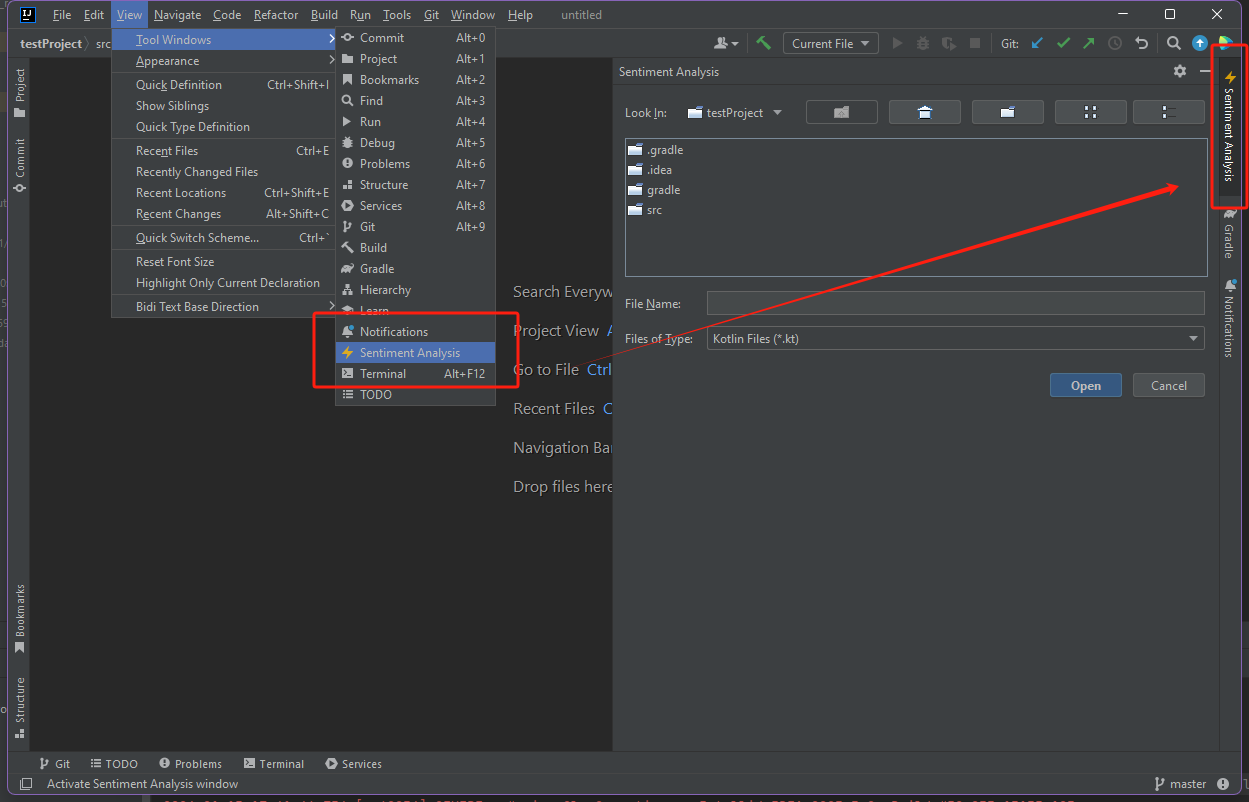 File Edit View Navigate Code Refactor Build Run Tools Git Window Help untitled
testProject src
Current File
Git:
Tool Windows
Appearance
Quick Definition Ctrl+Shift+I
Show Siblings
Quick Type Definition
Recent Files Ctrl+E
Recently Changed Files
Recent Locations Ctrl+Shift+E
Recent Changes Alt+Shift+C
Quick Switch Scheme... Ctrl+`
Reset Font Size
Highlight Only Current Declaration
Bidi Text Base Direction
Commit Alt+0
Project Alt+1
Bookmarks Alt+2
Find Alt+3
Run Alt+4
Debug Alt+5
Problems Alt+6
Structure Alt+7
Services Alt+8
Git Alt+9
Build
Gradle
Hierarchy
Learn
Notifications
Sentiment Analysis
Terminal Alt+F12
TODO
Project
Commit
Bookmarks
Structure
Search Everyw
Project View A
Go to File Ctrl
Recent Files C
Navigation Bar
Drop files here
Sentiment Analysis
Look In: testProject
.gradle
.idea
gradle
src
File Name:
Files of Type: Kotlin Files (*.kt)
Open Cancel
Sentiment Analysis
Gradle
Notifications
Git TODO Problems Terminal Services
Activate Sentiment Analysis window
master